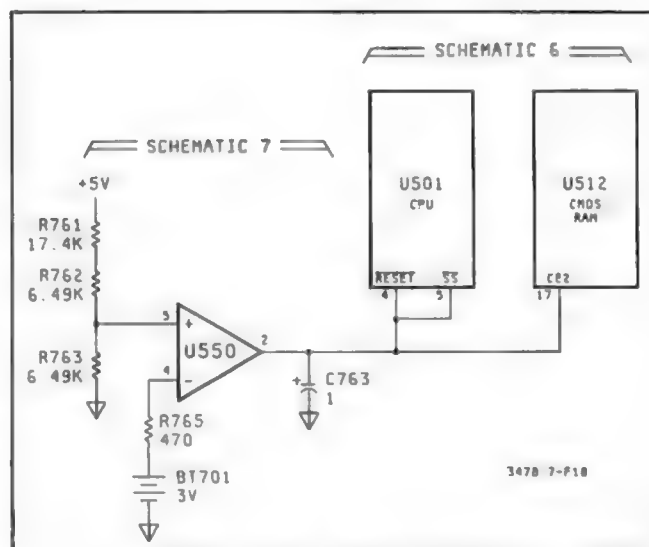 SCHEMATIC 6
SCHEMATIC 7
+5V
U501
CPU
U512
CMOS
RAM
R761
17.4K
R762
6.49K
R763
6 49K
RESET
SS
CE2
4
5
17
5
+
U550
2
4
-
R765
470
+
C763
1
BT701
3V
3478 7-F18